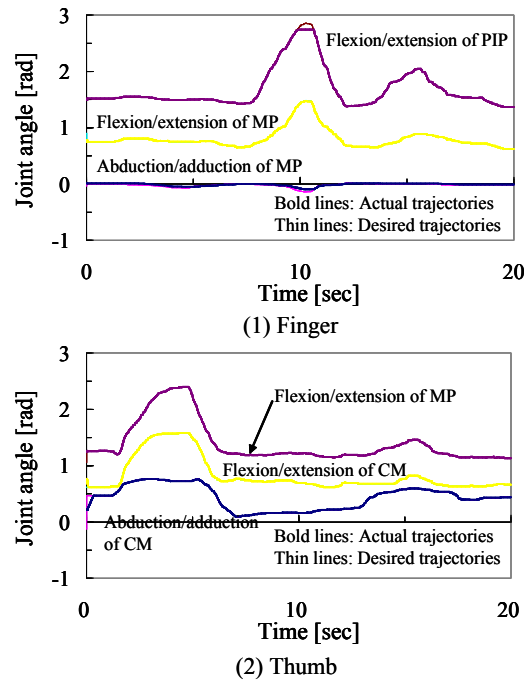 3
Flexion/extension of PIP
2
Flexion/extension of MP
1
Abduction/adduction of MP
0
Bold lines: Actual trajectories
Thin lines: Desired trajectories
-1
Joint angle [rad]
0
10
20
Time [sec]
(1) Finger
3
Flexion/extension of MP
2
1
Flexion/extension of CM
0
Abduction/adduction
of CM
Bold lines: Actual trajectories
Thin lines: Desired trajectories
-1
Joint angle [rad]
0
10
20
Time [sec]
(2) Thumb